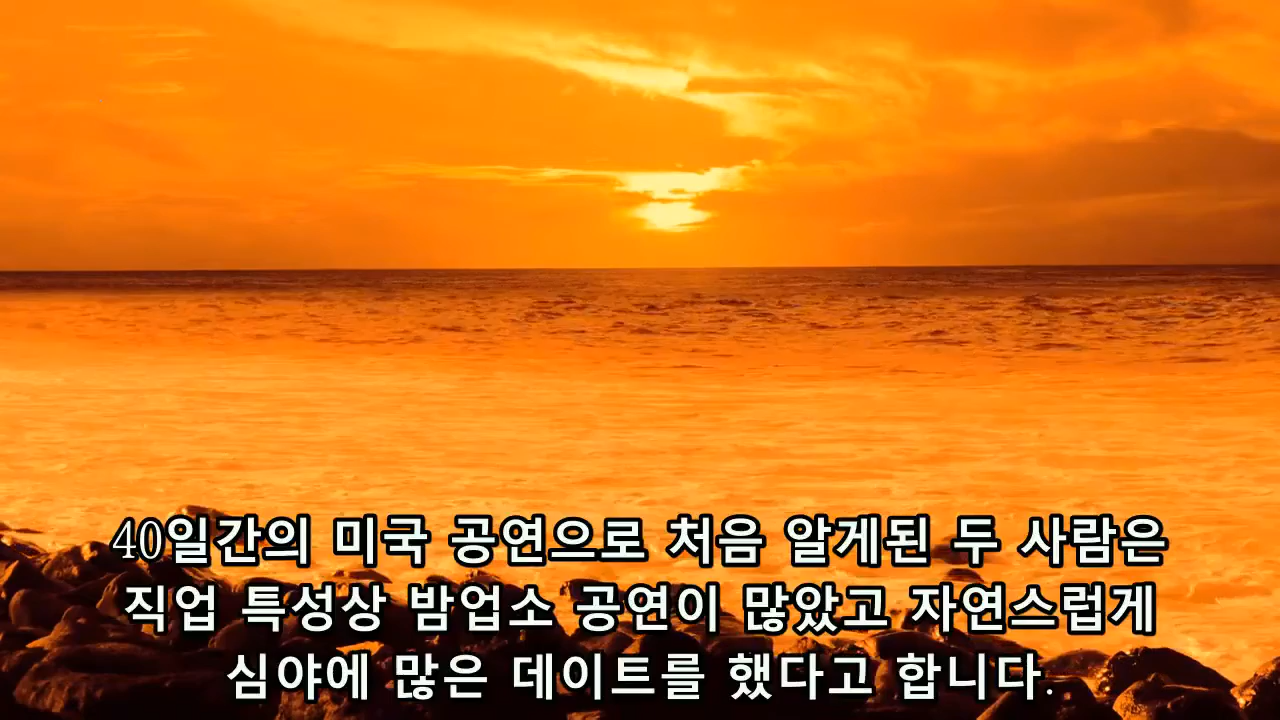 40일간의 미국 공연으로 처음 알게된 두 사람은
직업 특성상 밤업소 공연이 많았고 자연스럽게
심야에 많은 데이트를 했다고 합니다.